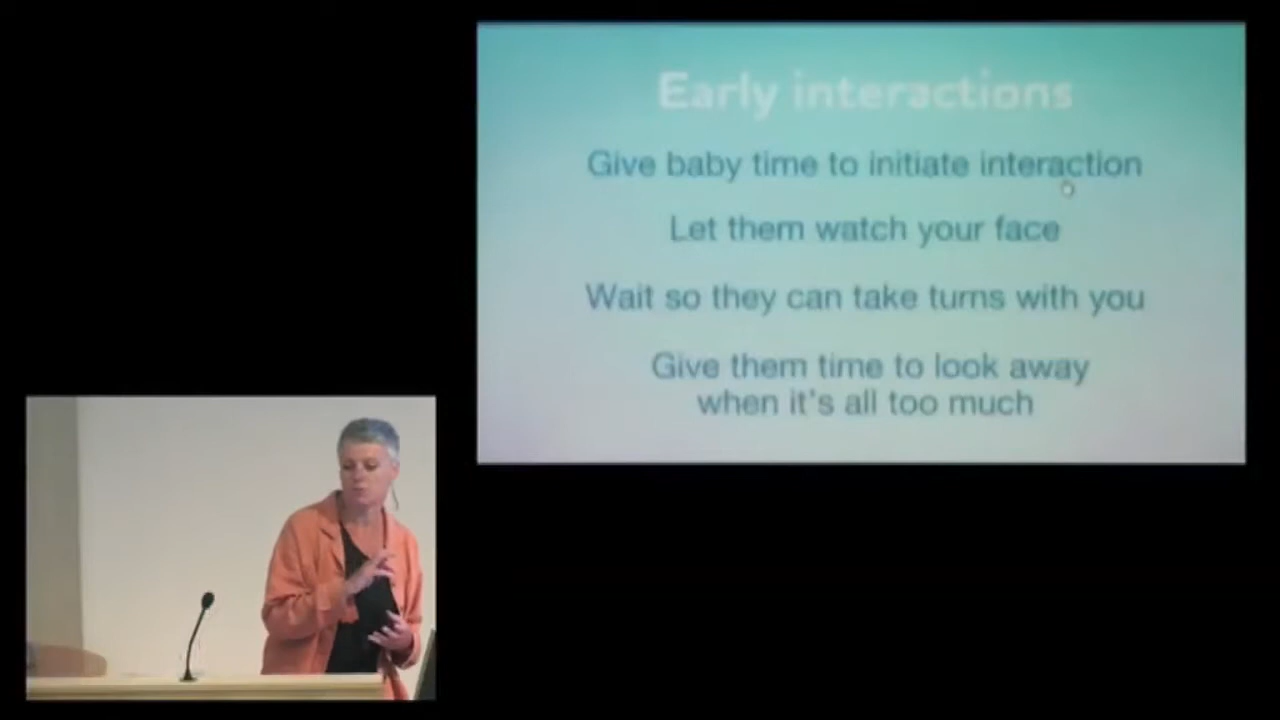 Early interactions
Give baby time to initiate interaction
Let them watch your face
Wait so they can take turns with you
Give them time to look away
when it's all too much